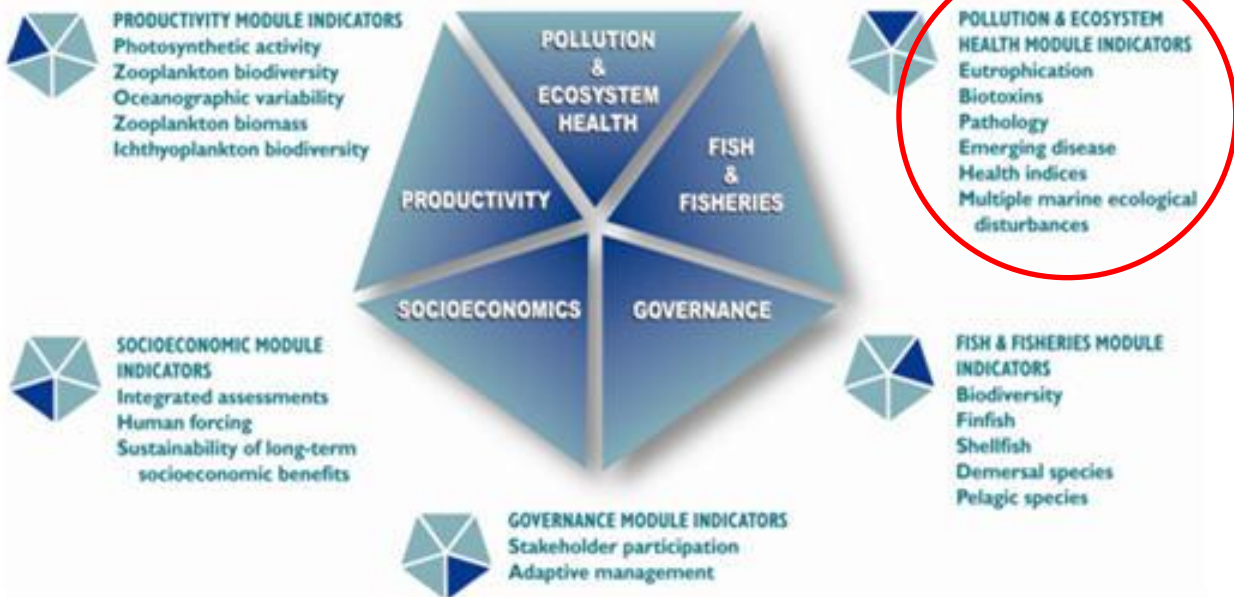 PRODUCTIVITY MODULE INDICATORS
Photosynthetic activity
Zooplankton biodiversity
Oceanographic variability
Zooplankton biomass
Ichthyoplankton biodiversity
POLLUTION
&
ECOSYSTEM
HEALTH
FISH
&
FISHERIES
PRODUCTIVITY
SOCIOECONOMICS
GOVERNANCE
POLLUTION & ECOSYSTEM
HEALTH MODULE INDICATORS
Eutrophication
Biotoxins
Pathology
Emerging disease
Health indices
Multiple marine ecological
disturbances
SOCIOECONOMIC MODULE
INDICATORS
Integrated assessments
Human forcing
Sustainability of long-term
socioeconomic benefits
FISH & FISHERIES MODULE
INDICATORS
Biodiversity
Finfish
Shellfish
Demersal species
Pelagic species
GOVERNANCE MODULE INDICATORS
Stakeholder participation
Adaptive management